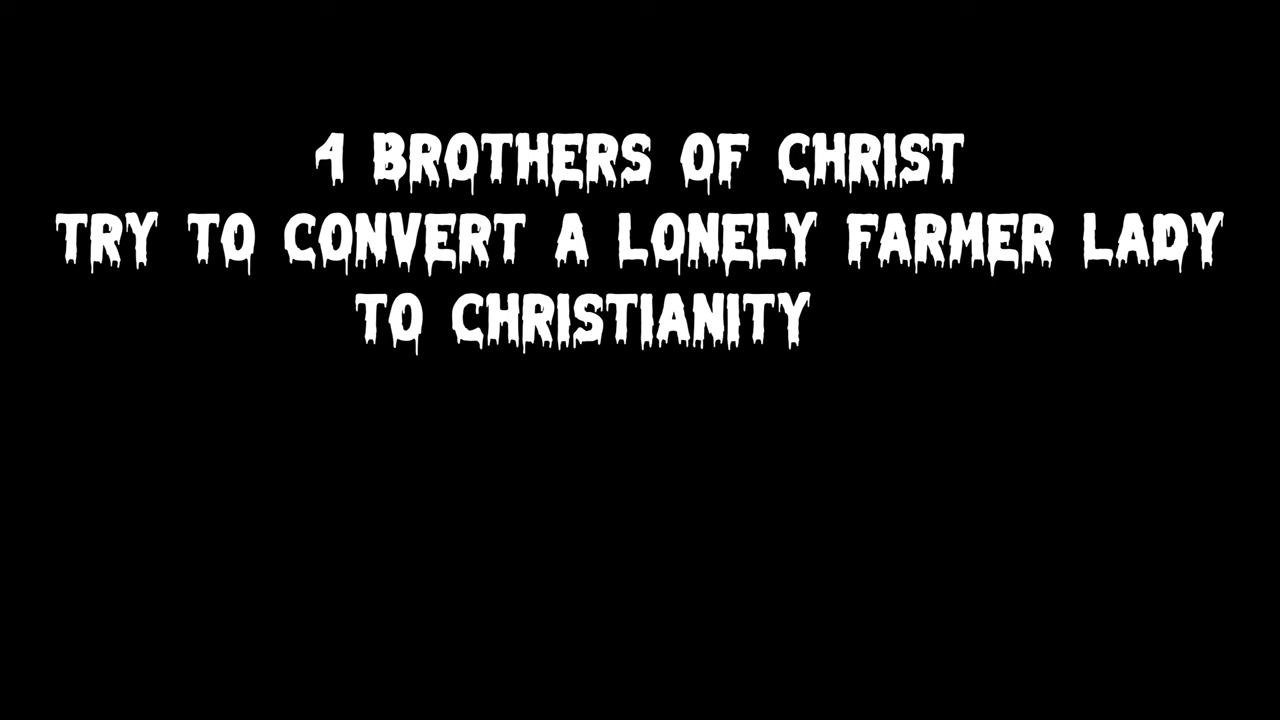 4 BROTHERS OF CHRIST
TRY TO CONVERT A LONELY FARMER LADY
TO CHRISTIANITY